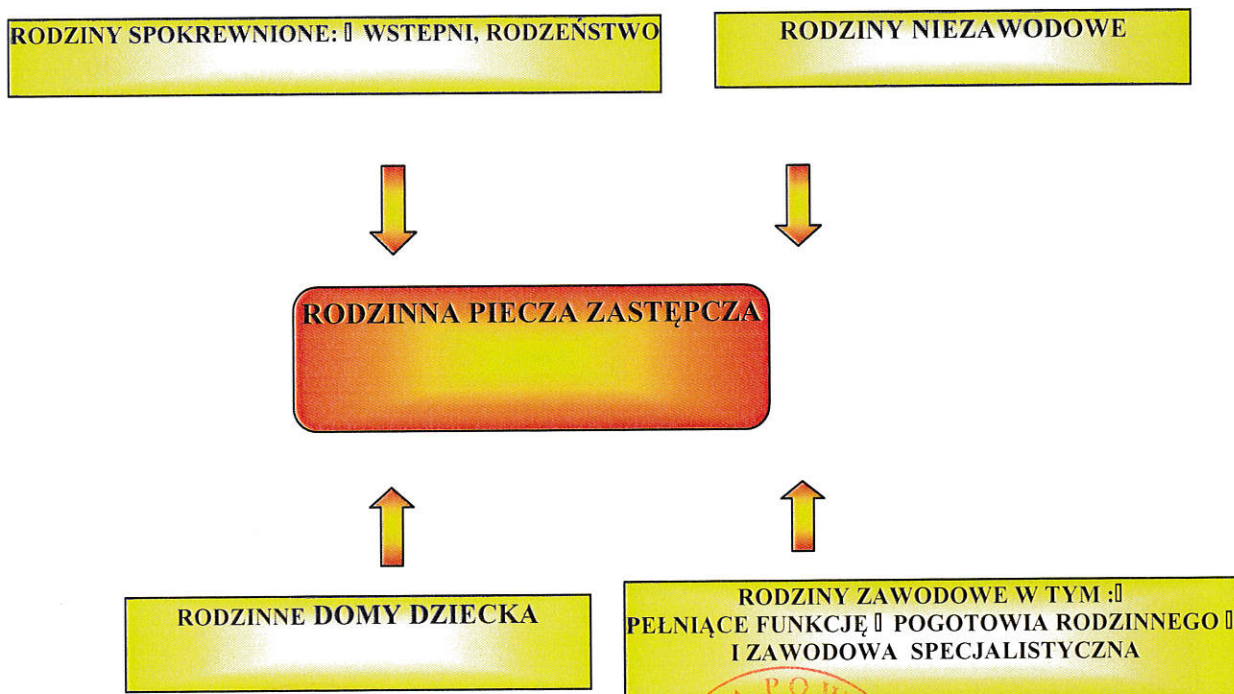 RODZINY SPOKREWNIONE: ▯ WSTEPNI, RODZEŃSTWO
RODZINY NIEZAWODOWE
RODZINNA PIECZA ZASTĘPCZA
RODZINNE DOMY DZIECKA
RODZINY ZAWODOWE W TYM :▯
PEŁNIĄCE FUNKCJĘ ▯ POGOTOWIA RODZINNEGO ▯
I ZAWODOWA SPECJALISTYCZNA